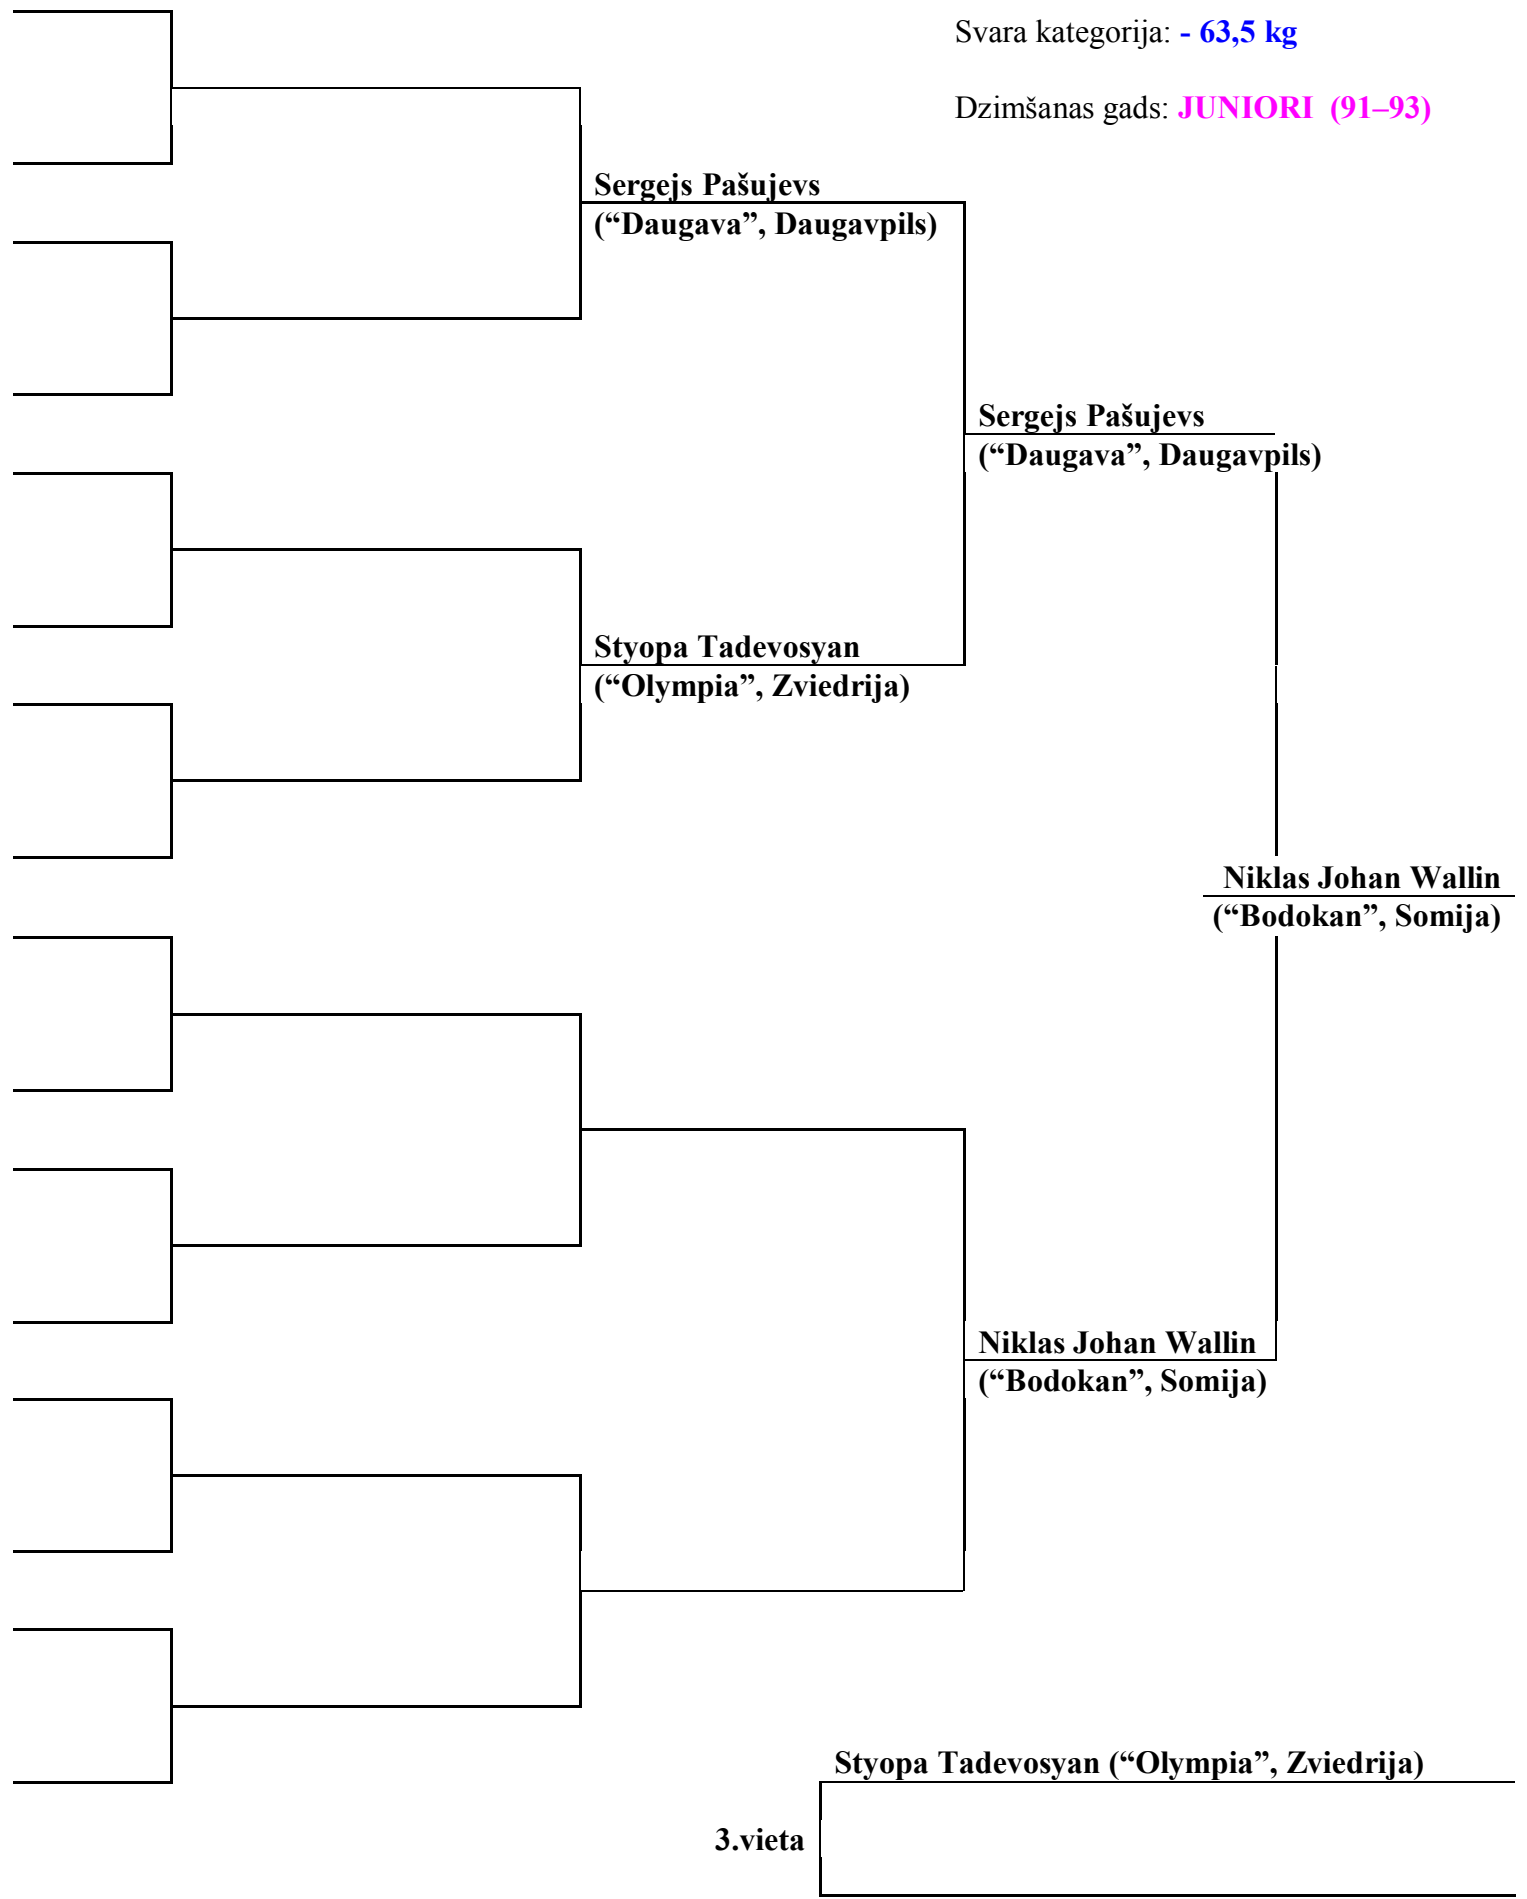 Svara kategorija: - 63,5 kg
Dzimšanas gads: JUNIORI (91–93)
Sergejs Pašujevs
(“Daugava”, Daugavpils)
Sergejs Pašujevs
(“Daugava”, Daugavpils)
Styopa Tadevosyan
(“Olympia”, Zviedrija)
Niklas Johan Wallin
(“Bodokan”, Somija)
Niklas Johan Wallin
(“Bodokan”, Somija)
Styopa Tadevosyan (“Olympia”, Zviedrija)
3.vieta